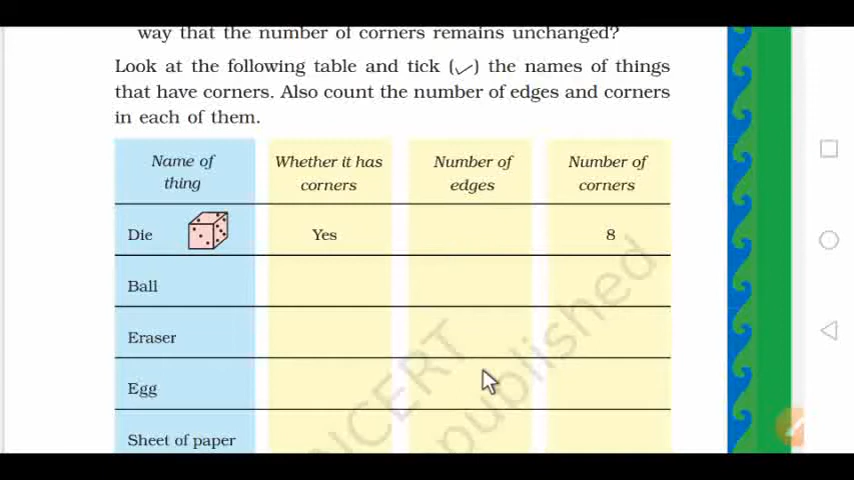 way that the number of corners remains unchanged?
Look at the following table and tick (✓) the names of things
that have corners. Also count the number of edges and corners
in each of them.
Name of thing | Whether it has corners | Number of edges | Number of corners
Die | Yes | | 8
Ball
Eraser
Egg
Sheet of paper
NCERT
published